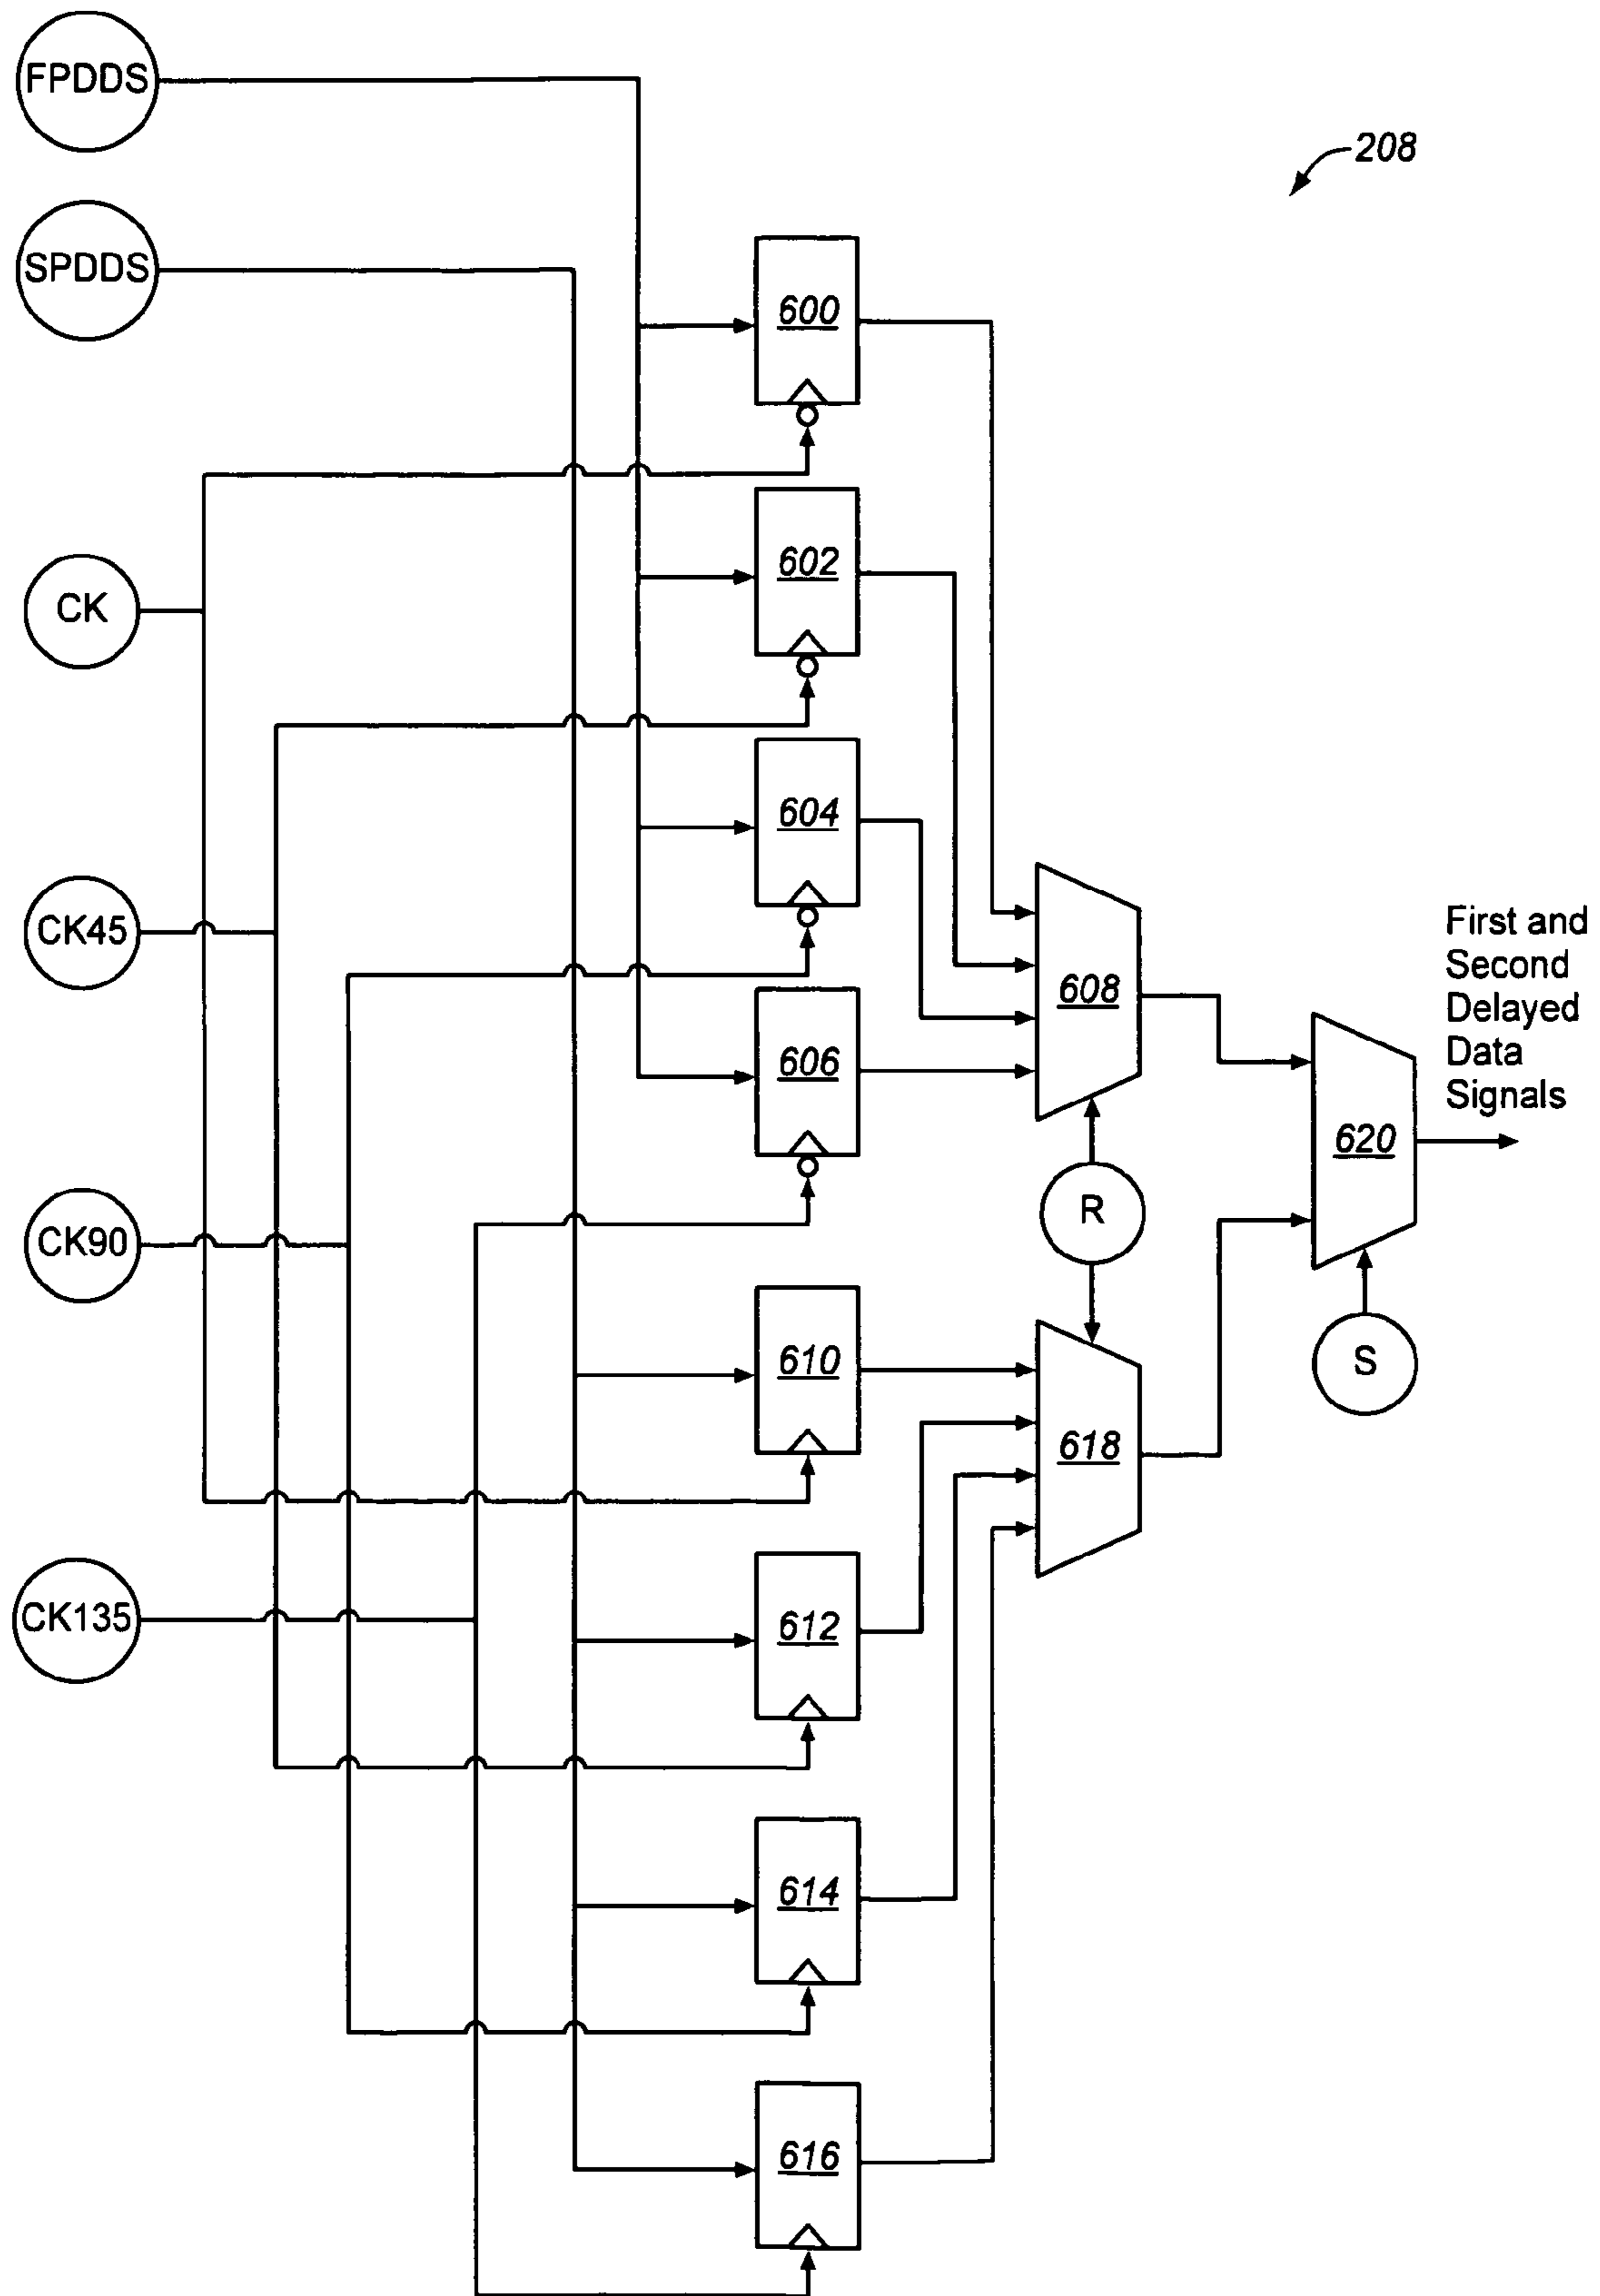 FPDDS
208
SPDDS
600
602
CK
604
First and
Second
Delayed
Data
Signals
CK45
608
606
620
R
CK90
610
S
618
612
CK135
614
616